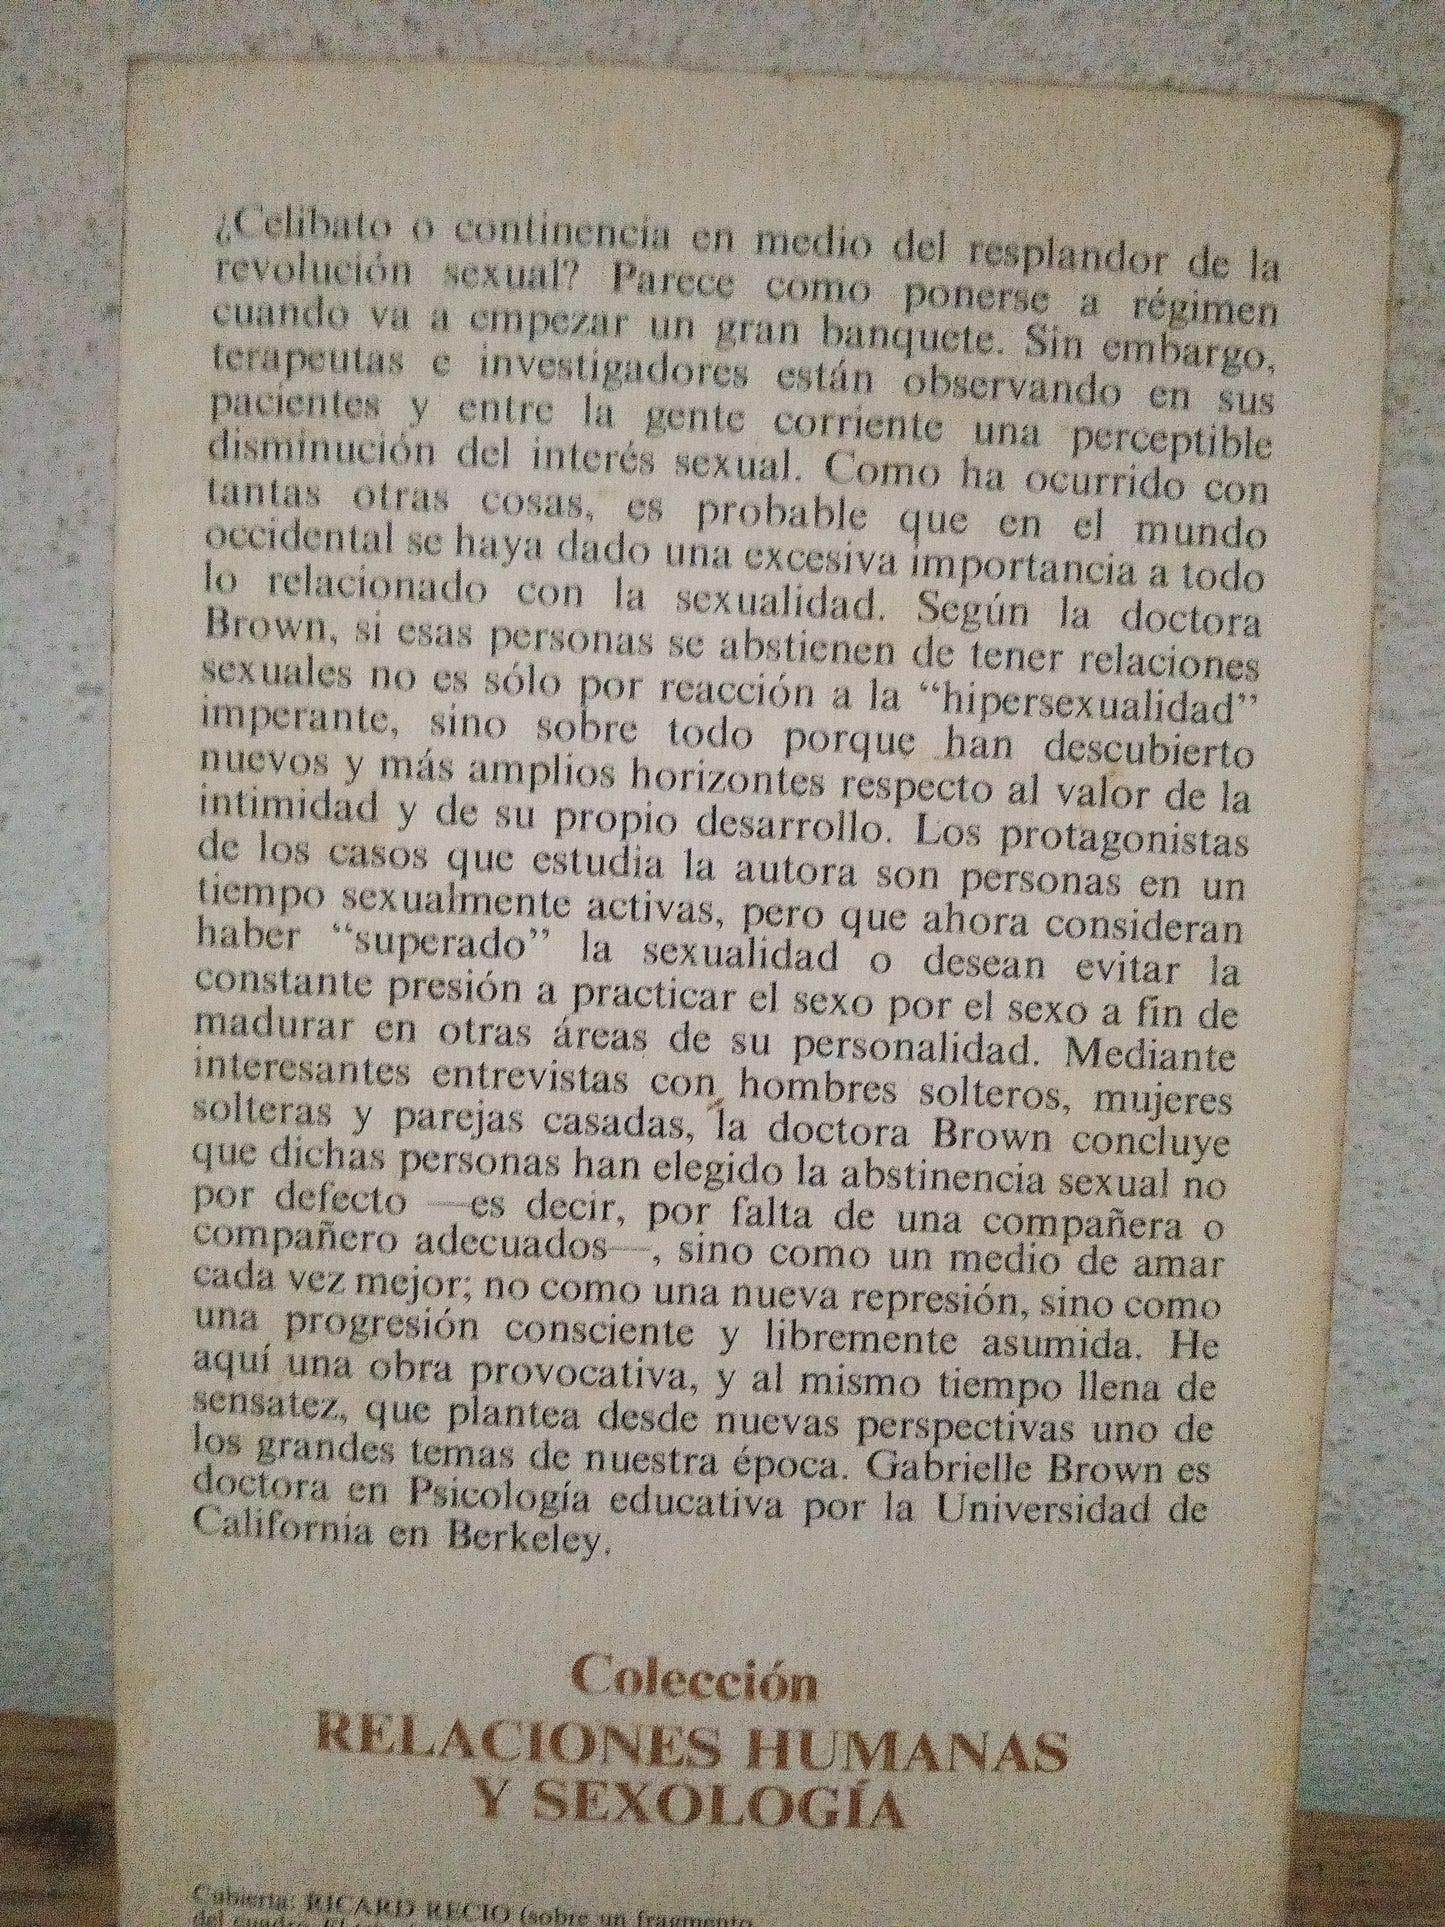 ¿Celibato o continencia en medio del resplandor de la
revolución sexual? Parece como ponerse a régimen
cuando va a empezar un gran banquete. Sin embargo,
terapeutas e investigadores están observando en sus
pacientes y entre la gente corriente una perceptible
disminución del interés sexual. Como ha ocurrido con
tantas otras cosas, es probable que en el mundo
occidental se haya dado una excesiva importancia a todo
lo relacionado con la sexualidad. Según la doctora
Brown, si esas personas se abstienen de tener relaciones
sexuales no es sólo por reacción a la “hipersexualidad”
imperante, sino sobre todo porque han descubierto
nuevos y más amplios horizontes respecto al valor de la
intimidad y de su propio desarrollo. Los protagonistas
de los casos que estudia la autora son personas en un
tiempo sexualmente activas, pero que ahora consideran
haber “superado” la sexualidad o desean evitar la
constante presión a practicar el sexo por el sexo a fin de
madurar en otras áreas de su personalidad. Mediante
interesantes entrevistas con hombres solteros, mujeres
solteras y parejas casadas, la doctora Brown concluye
que dichas personas han elegido la abstinencia sexual no
por defecto —es decir, por falta de una compañera o
compañero adecuados—, sino como un medio de amar
cada vez mejor; no como una nueva represión, sino como
una progresión consciente y libremente asumida. He
aquí una obra provocativa, y al mismo tiempo llena de
sensatez, que plantea desde nuevas perspectivas uno de
los grandes temas de nuestra época. Gabrielle Brown es
doctora en Psicología educativa por la Universidad de
California en Berkeley.
Colección
RELACIONES HUMANAS
Y SEXOLOGÍA
Cubierta: RICARD RECIO (sobre un fragmento
del cuadro